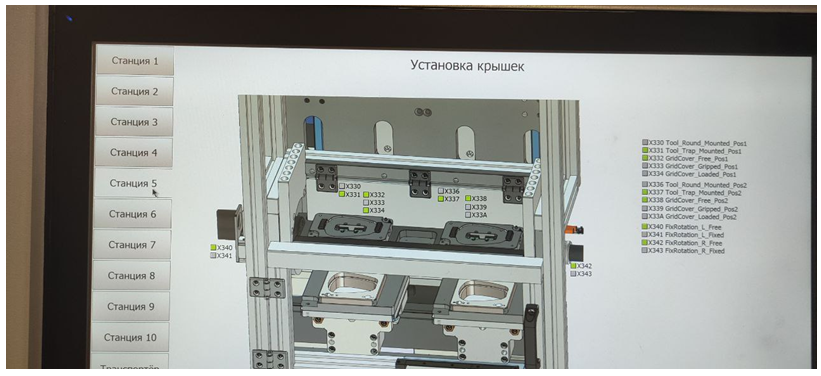 Станция 1
Станция 2
Станция 3
Станция 4
Станция 5
Станция 6
Станция 7
Станция 8
Станция 9
Станция 10
Транспортёр
Установка крышек
X330
X331
X332
X333
X334
X336
X337
X338
X339
X33A
X340
X341
X342
X343
X330 Tool_Round_Mounted_Pos1
X331 Tool_Trap_Mounted_Pos1
X332 GridCover_Free_Pos1
X333 GridCover_Gripped_Pos1
X334 GridCover_Loaded_Pos1
X336 Tool_Round_Mounted_Pos2
X337 Tool_Trap_Mounted_Pos2
X338 GridCover_Free_Pos2
X339 GridCover_Gripped_Pos2
X33A GridCover_Loaded_Pos2
X340 FixRotation_L_Free
X341 FixRotation_L_Fixed
X342 FixRotation_R_Free
X343 FixRotation_R_Fixed